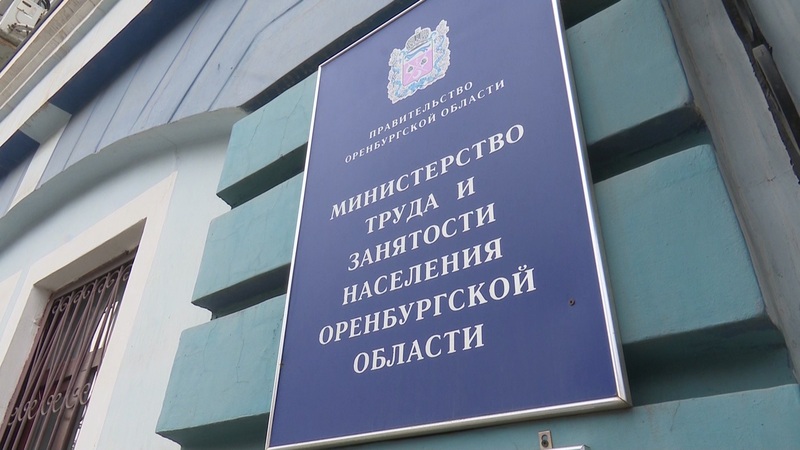 ПРАВИТЕЛЬСТВО
ОРЕНБУРГСКОЙ ОБЛАСТИ
МИНИСТЕРСТВО
ТРУДА И
ЗАНЯТОСТИ
НАСЕЛЕНИЯ
ОРЕНБУРГСКОЙ
ОБЛАСТИ